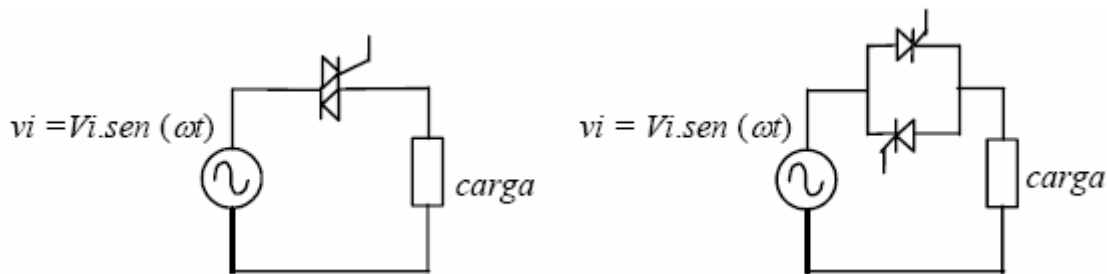 vi =Vi.sen (ωt)
carga
vi = Vi.sen (ωt)
carga